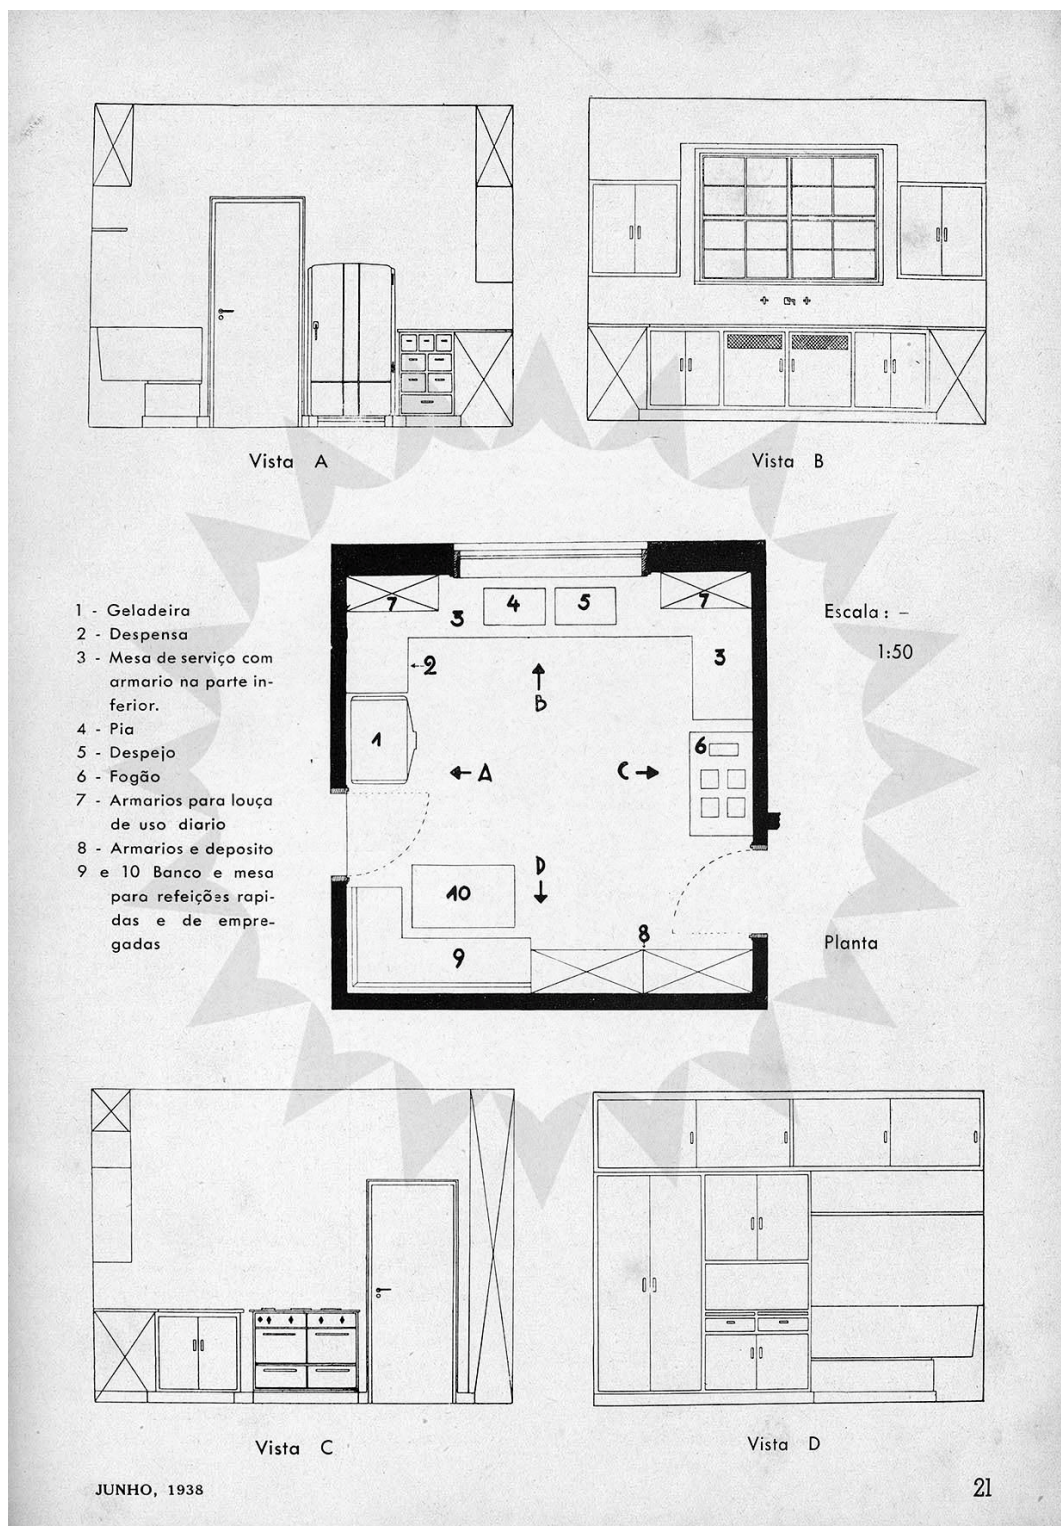 Vista A
Vista B
1 - Geladeira
2 - Despensa
3 - Mesa de serviço com
armario na parte in-
ferior.
4 - Pia
5 - Despejo
6 - Fogão
7 - Armarios para louça
de uso diario
8 - Armarios e deposito
9 e 10 Banco e mesa
para refeições rapi-
das e de empre-
gadas
7
3
4
5
7
2
3
B
1
6
A
C
D
10
8
9
Escala : –
1:50
Planta
Vista C
Vista D
JUNHO, 1938
21